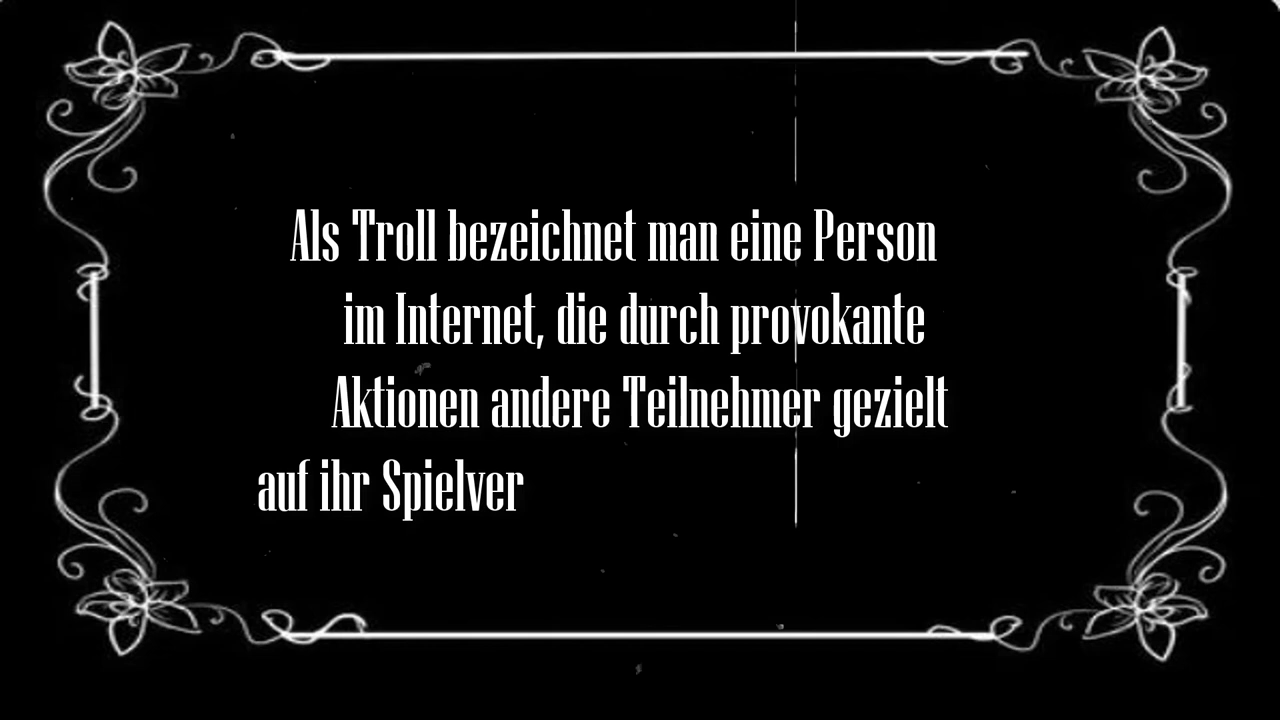 Als Troll bezeichnet man eine Person
im Internet, die durch provokante
Aktionen andere Teilnehmer gezielt
auf ihr Spielver